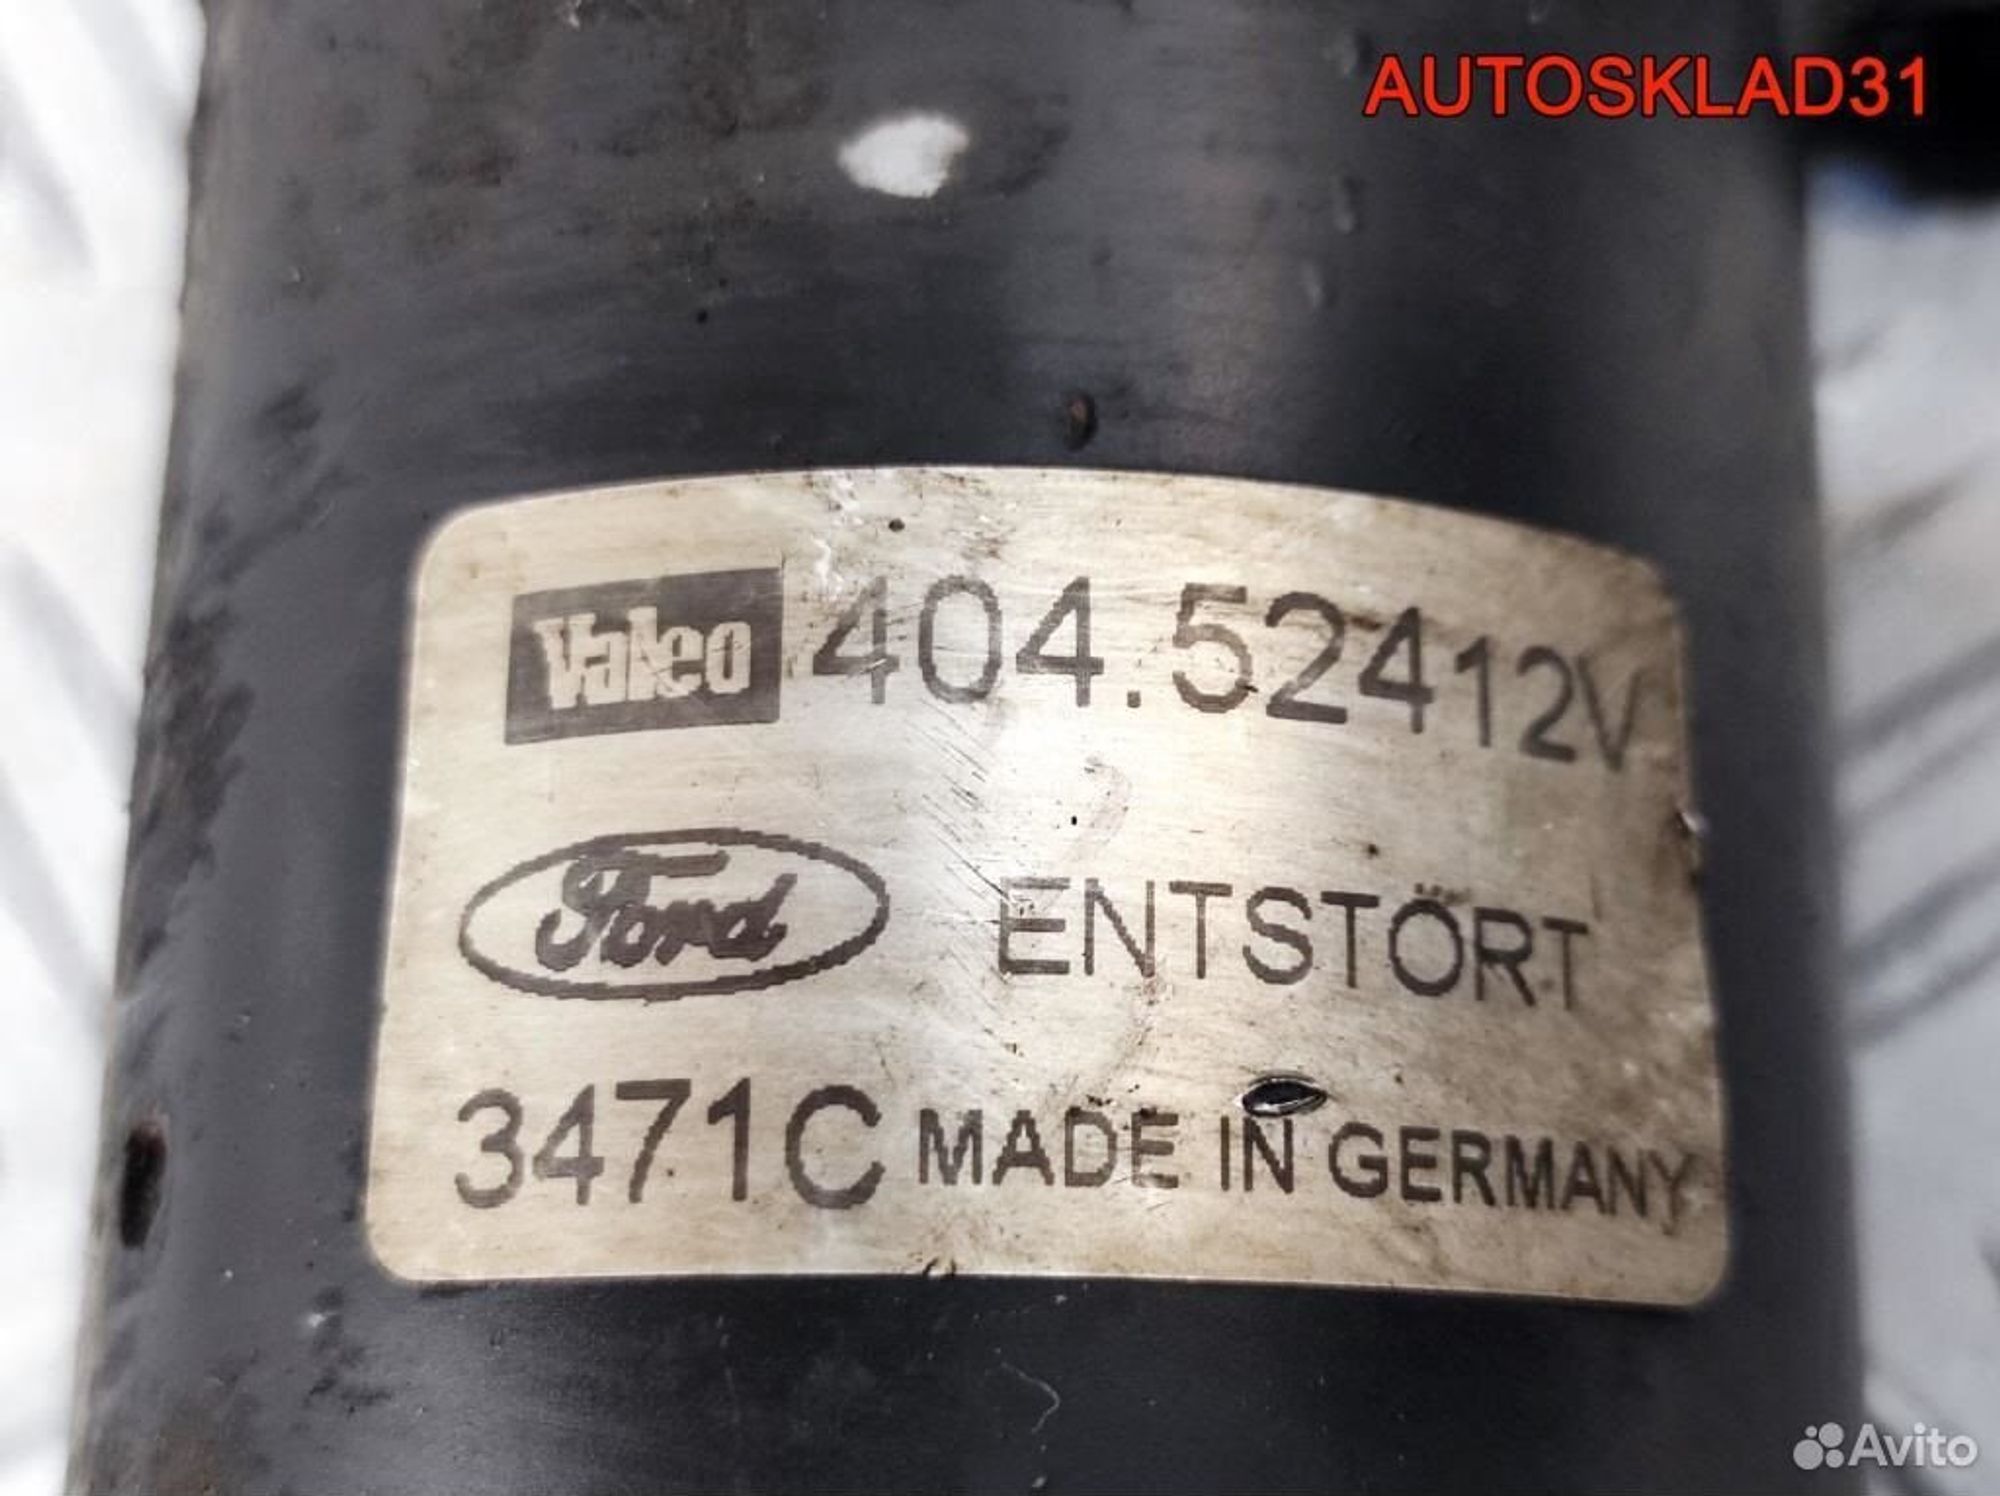 AUTOSKLAD31
Valeo 404.524 12V
Ford ENTSTÖRT
3471C MADE IN GERMANY
Avito